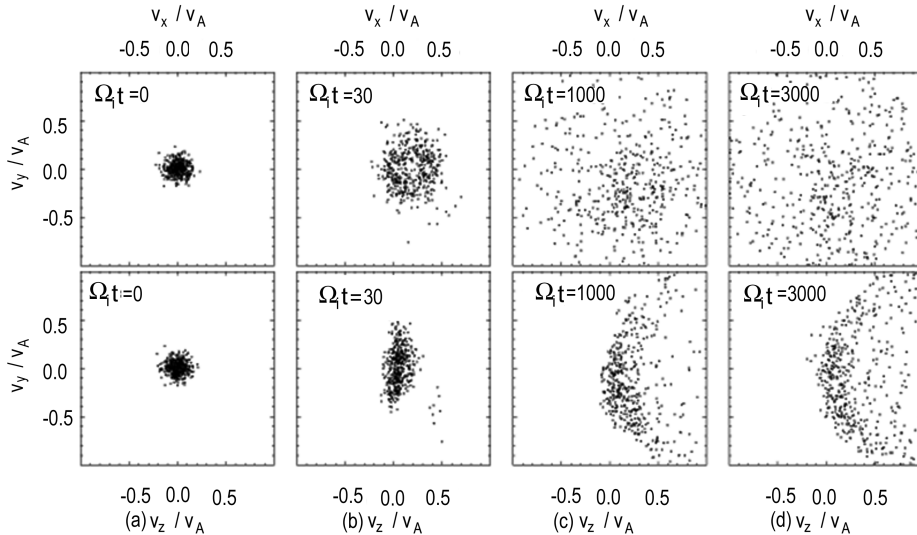 v_x / v_A v_x / v_A v_x / v_A v_x / v_A
-0.5 0.0 0.5 -0.5 0.0 0.5 -0.5 0.0 0.5 -0.5 0.0 0.5
Ω_i t =0 Ω_i t =30 Ω_i t =1000 Ω_i t =3000
0.5
0.0
-0.5
v_y / v_A
Ω_i t =0 Ω_i t =30 Ω_i t =1000 Ω_i t =3000
0.5
0.0
-0.5
v_y / v_A
-0.5 0.0 0.5 -0.5 0.0 0.5 -0.5 0.0 0.5 -0.5 0.0 0.5
(a) v_z / v_A (b) v_z / v_A (c) v_z / v_A (d) v_z / v_A